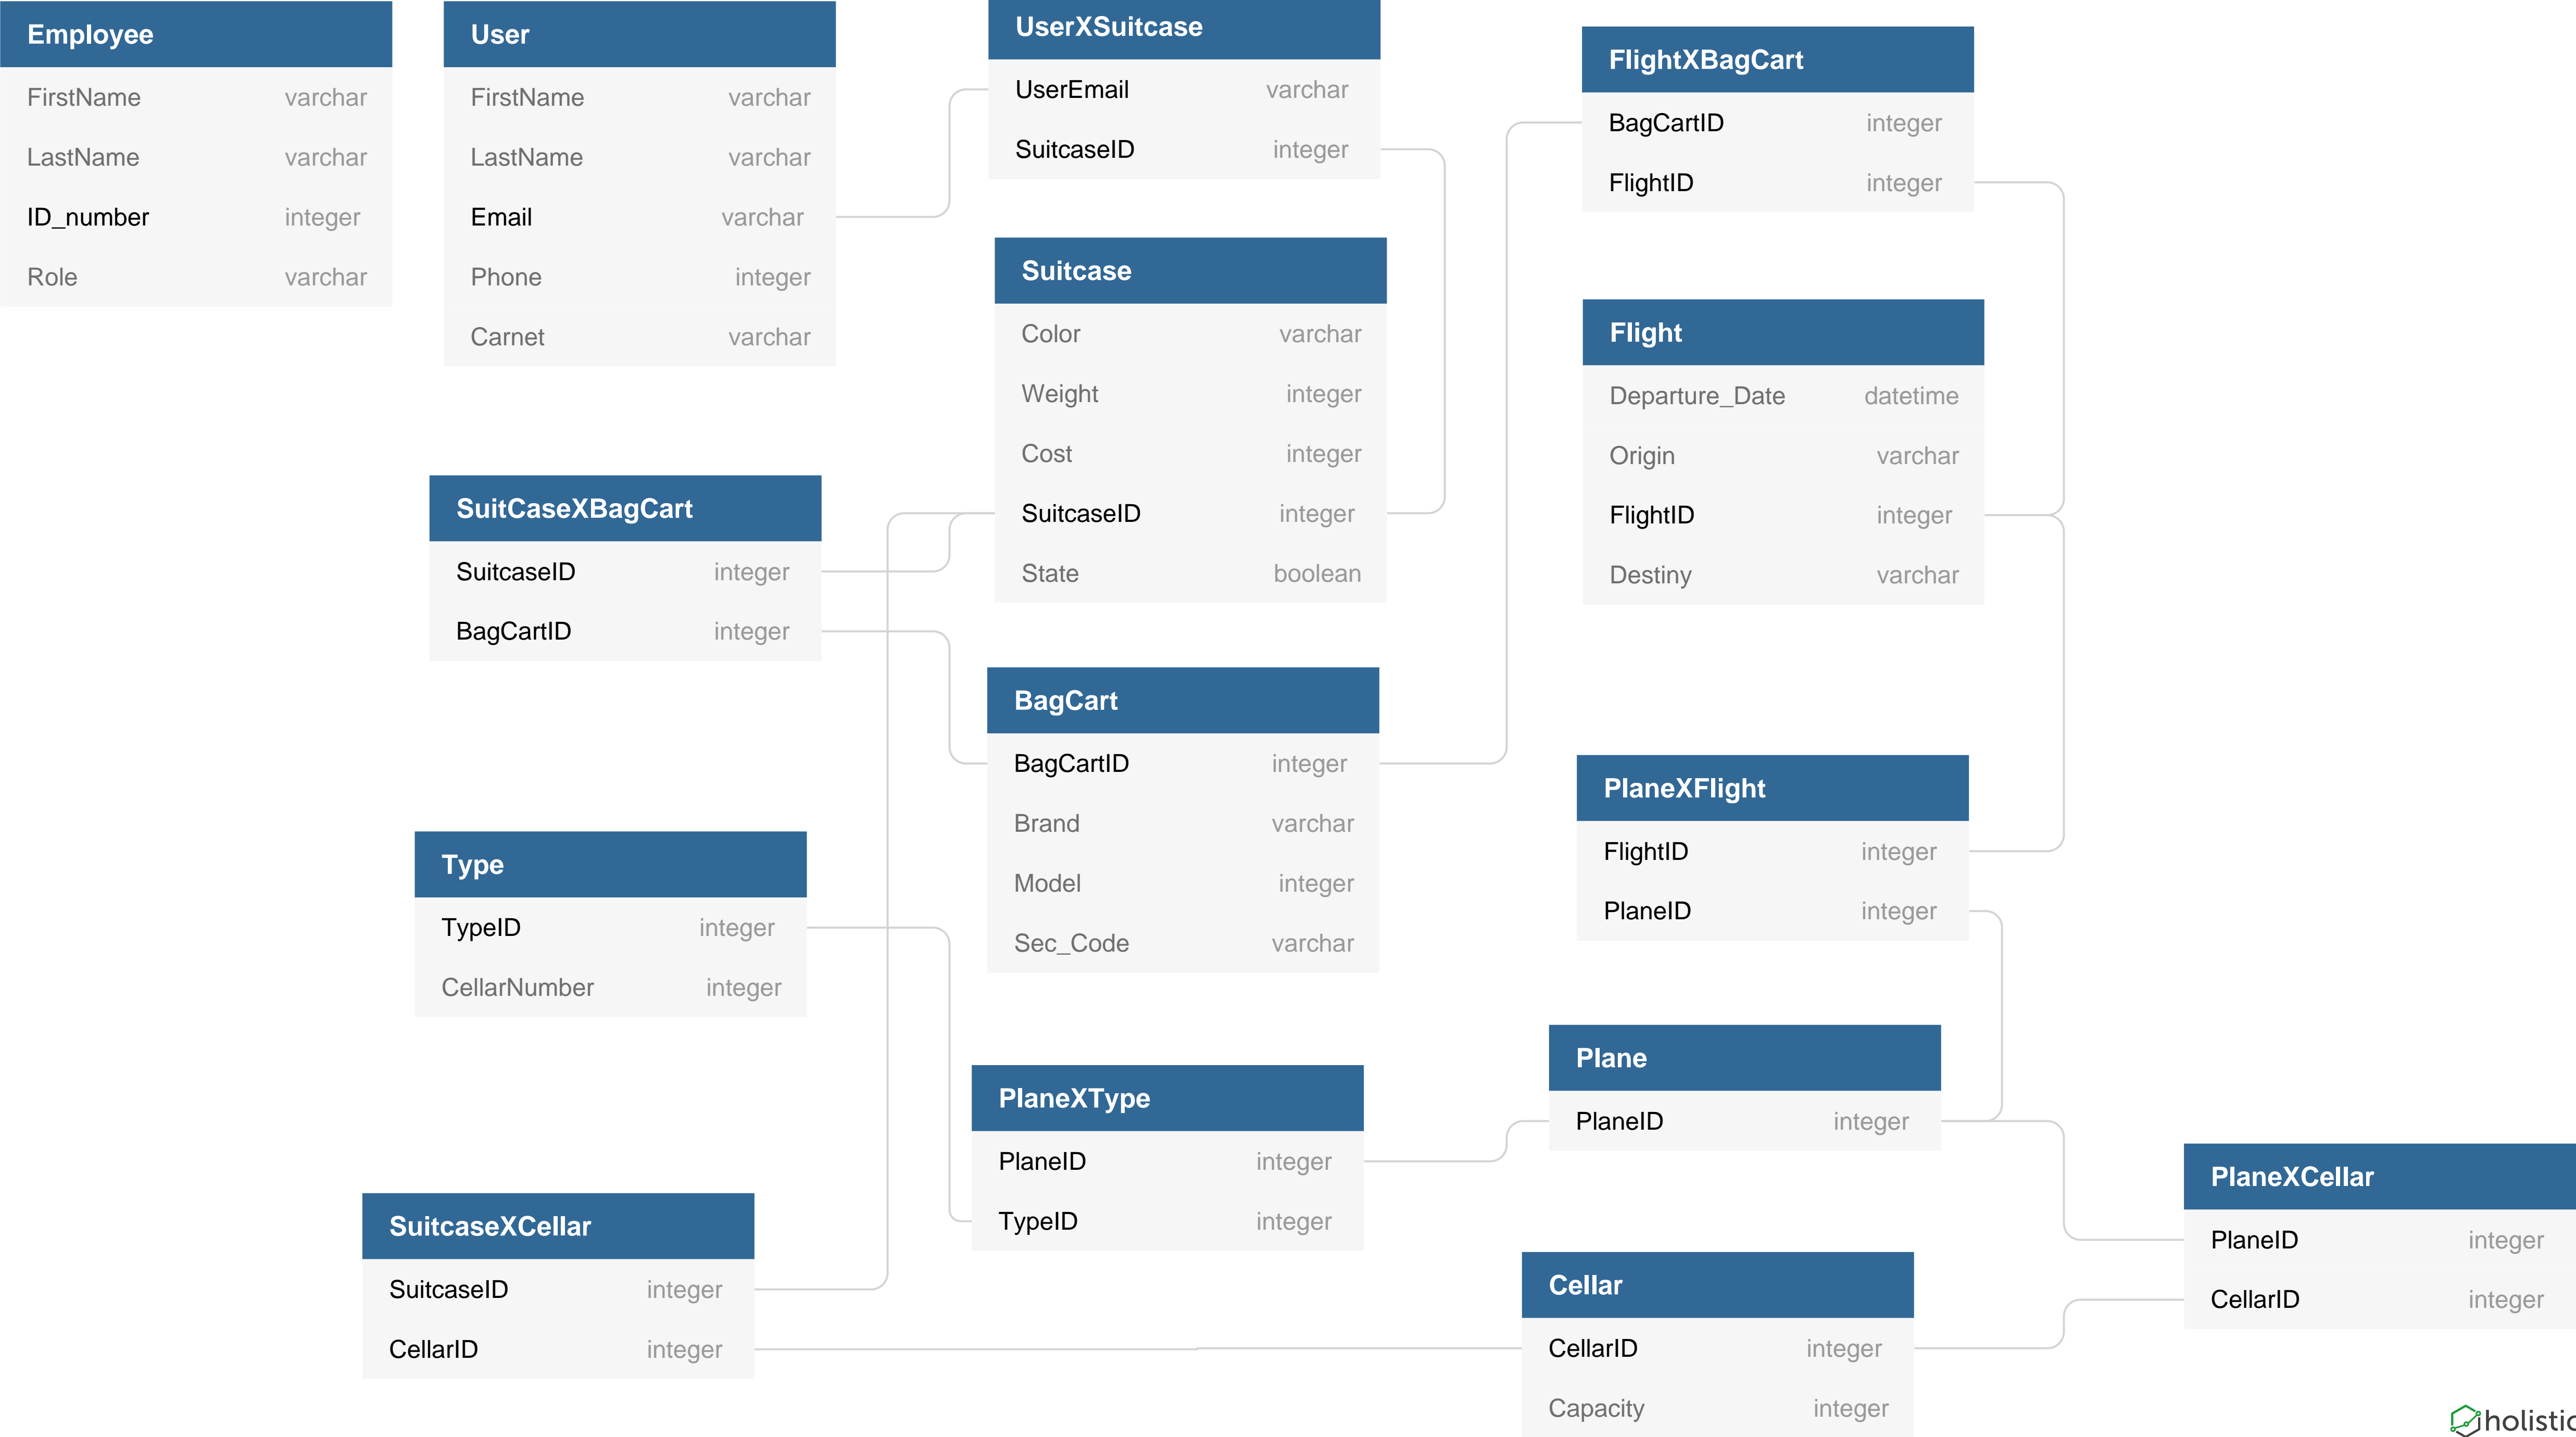 Employee
FirstName varchar
LastName varchar
ID_number integer
Role varchar
User
FirstName varchar
LastName varchar
Email varchar
Phone integer
Carnet varchar
UserXSuitcase
UserEmail varchar
SuitcaseID integer
FlightXBagCart
BagCartID integer
FlightID integer
Suitcase
Color varchar
Weight integer
Cost integer
SuitcaseID integer
State boolean
Flight
Departure_Date datetime
Origin varchar
FlightID integer
Destiny varchar
SuitCaseXBagCart
SuitcaseID integer
BagCartID integer
BagCart
BagCartID integer
Brand varchar
Model integer
Sec_Code varchar
PlaneXFlight
FlightID integer
PlaneID integer
Type
TypeID integer
CellarNumber integer
PlaneXType
PlaneID integer
TypeID integer
Plane
PlaneID integer
PlaneXCellar
PlaneID integer
CellarID integer
SuitcaseXCellar
SuitcaseID integer
CellarID integer
Cellar
CellarID integer
Capacity integer
holistic